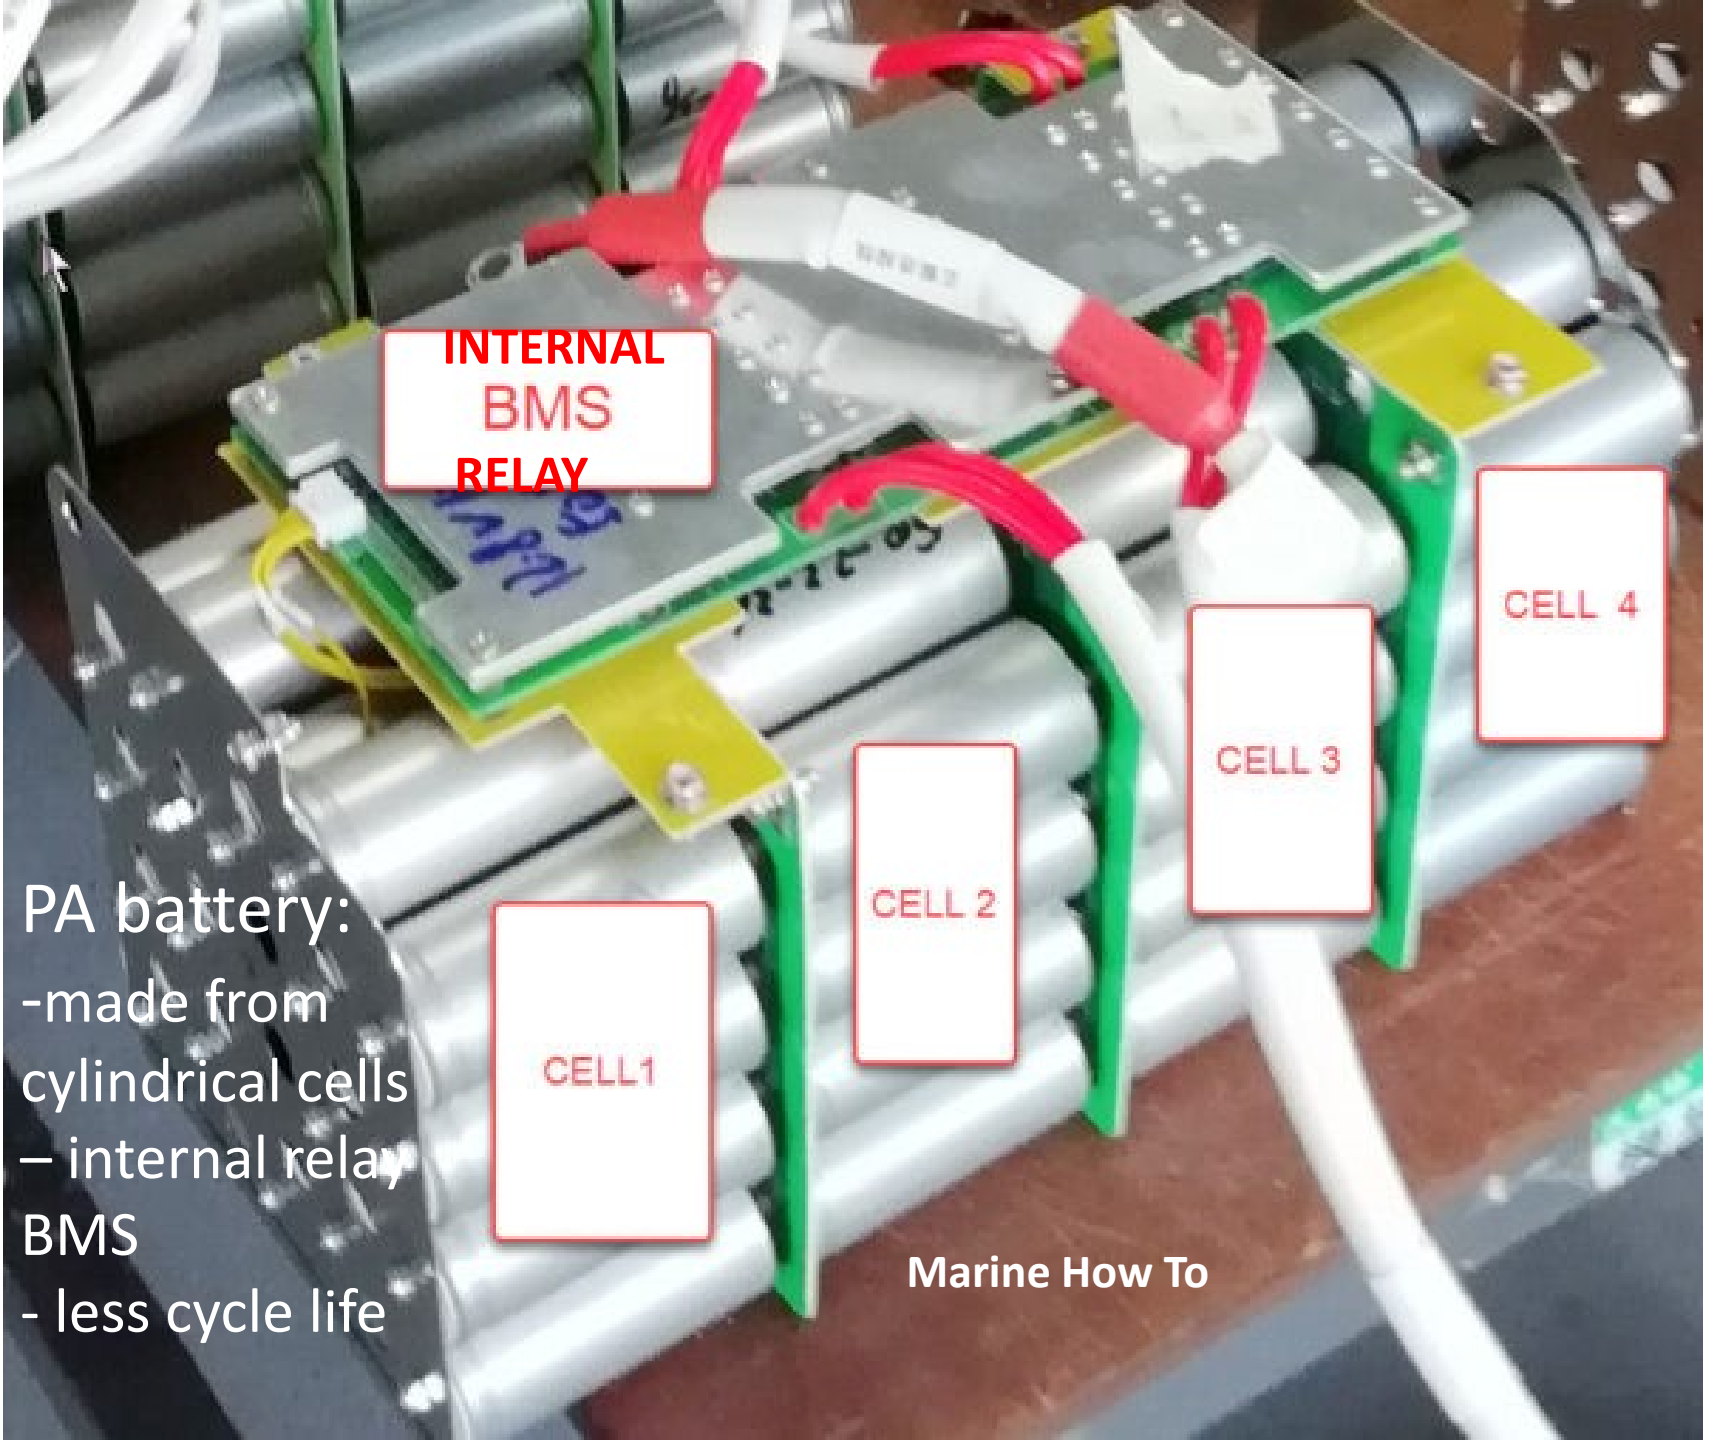 INTERNAL
BMS
RELAY
CELL 4
CELL 3
CELL 2
CELL1
PA battery:
-made from
cylindrical cells
– internal relay
BMS
- less cycle life
Marine How To